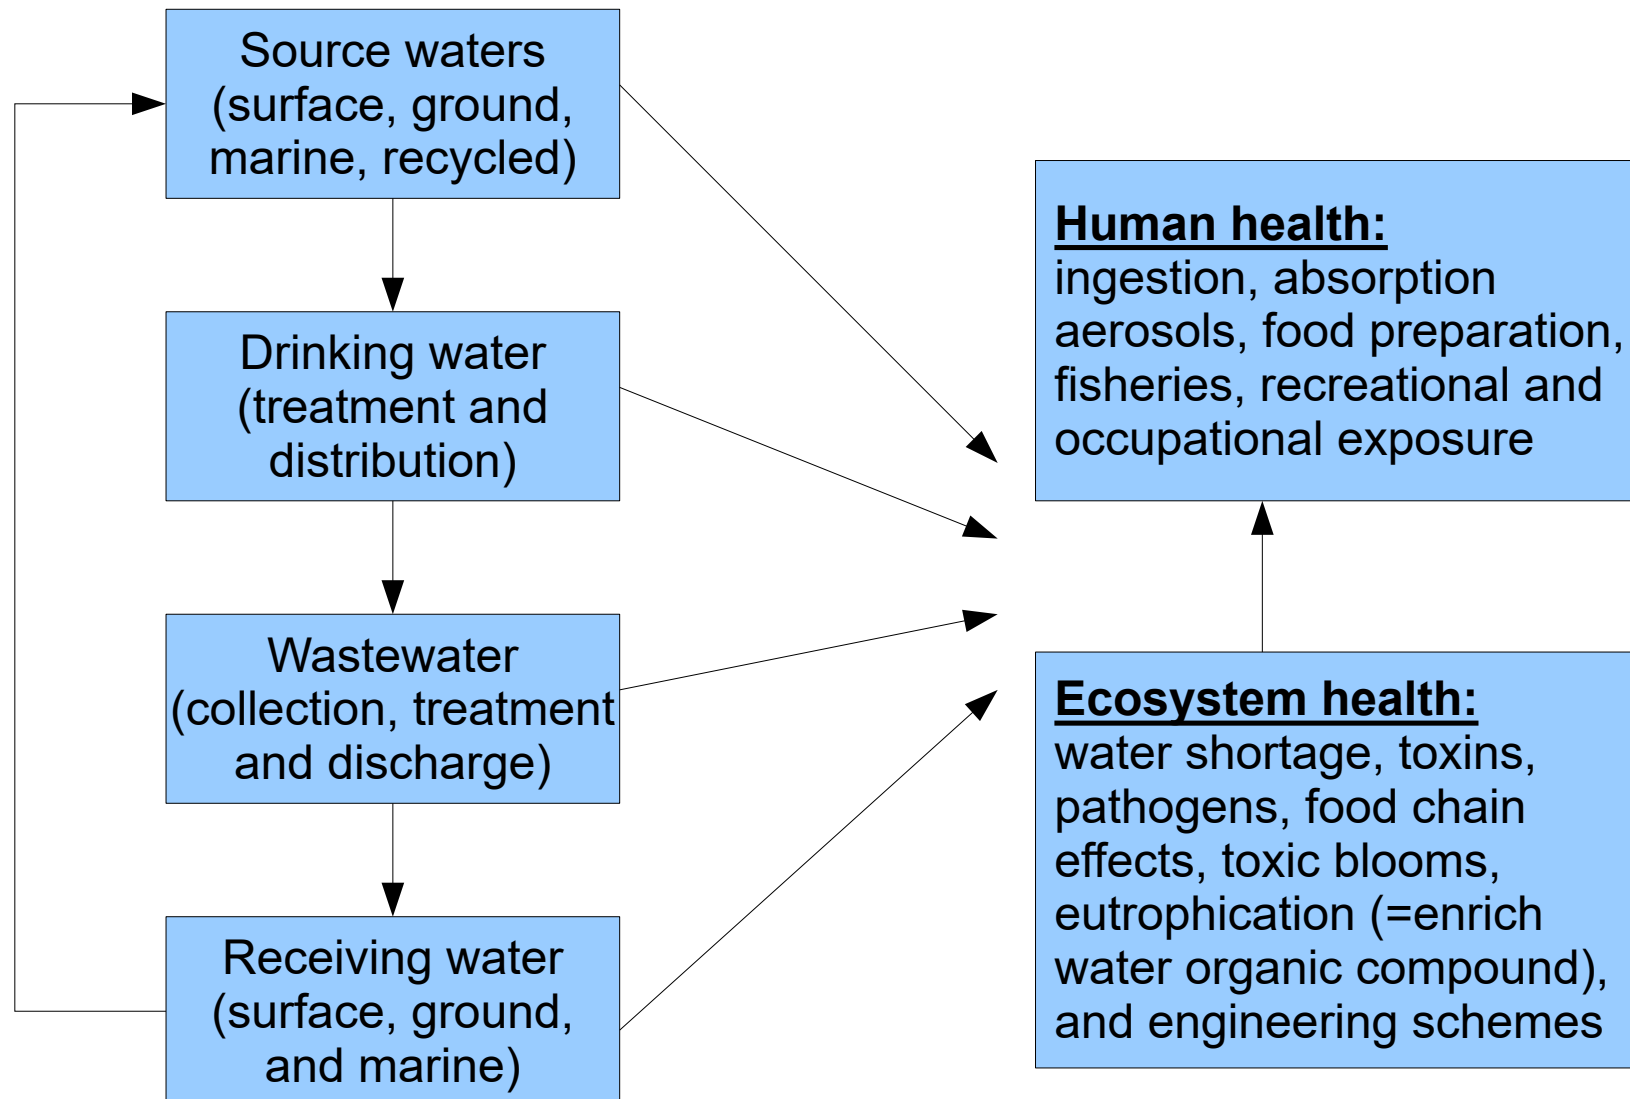 Source waters
(surface, ground,
marine, recycled)
Drinking water
(treatment and
distribution)
Wastewater
(collection, treatment
and discharge)
Receiving water
(surface, ground,
and marine)
Human health:
ingestion, absorption
aerosols, food preparation,
fisheries, recreational and
occupational exposure
Ecosystem health:
water shortage, toxins,
pathogens, food chain
effects, toxic blooms,
eutrophication (=enrich
water organic compound),
and engineering schemes